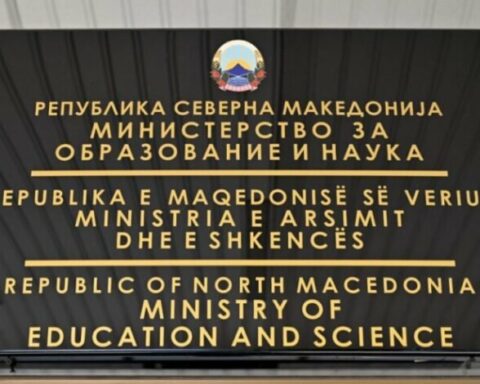 РЕПУБЛИКА СЕВЕРНА МАКЕДОНИЈА
МИНИСТЕРСТВО ЗА
ОБРАЗОВАНИЕ И НАУКА
EPUBLIKA E MAQEDONISË SË VERIU
MINISTRIA E ARSIMIT
DHE E SHKENCËS
REPUBLIC OF NORTH MACEDONIA
MINISTRY OF
EDUCATION AND SCIENCE